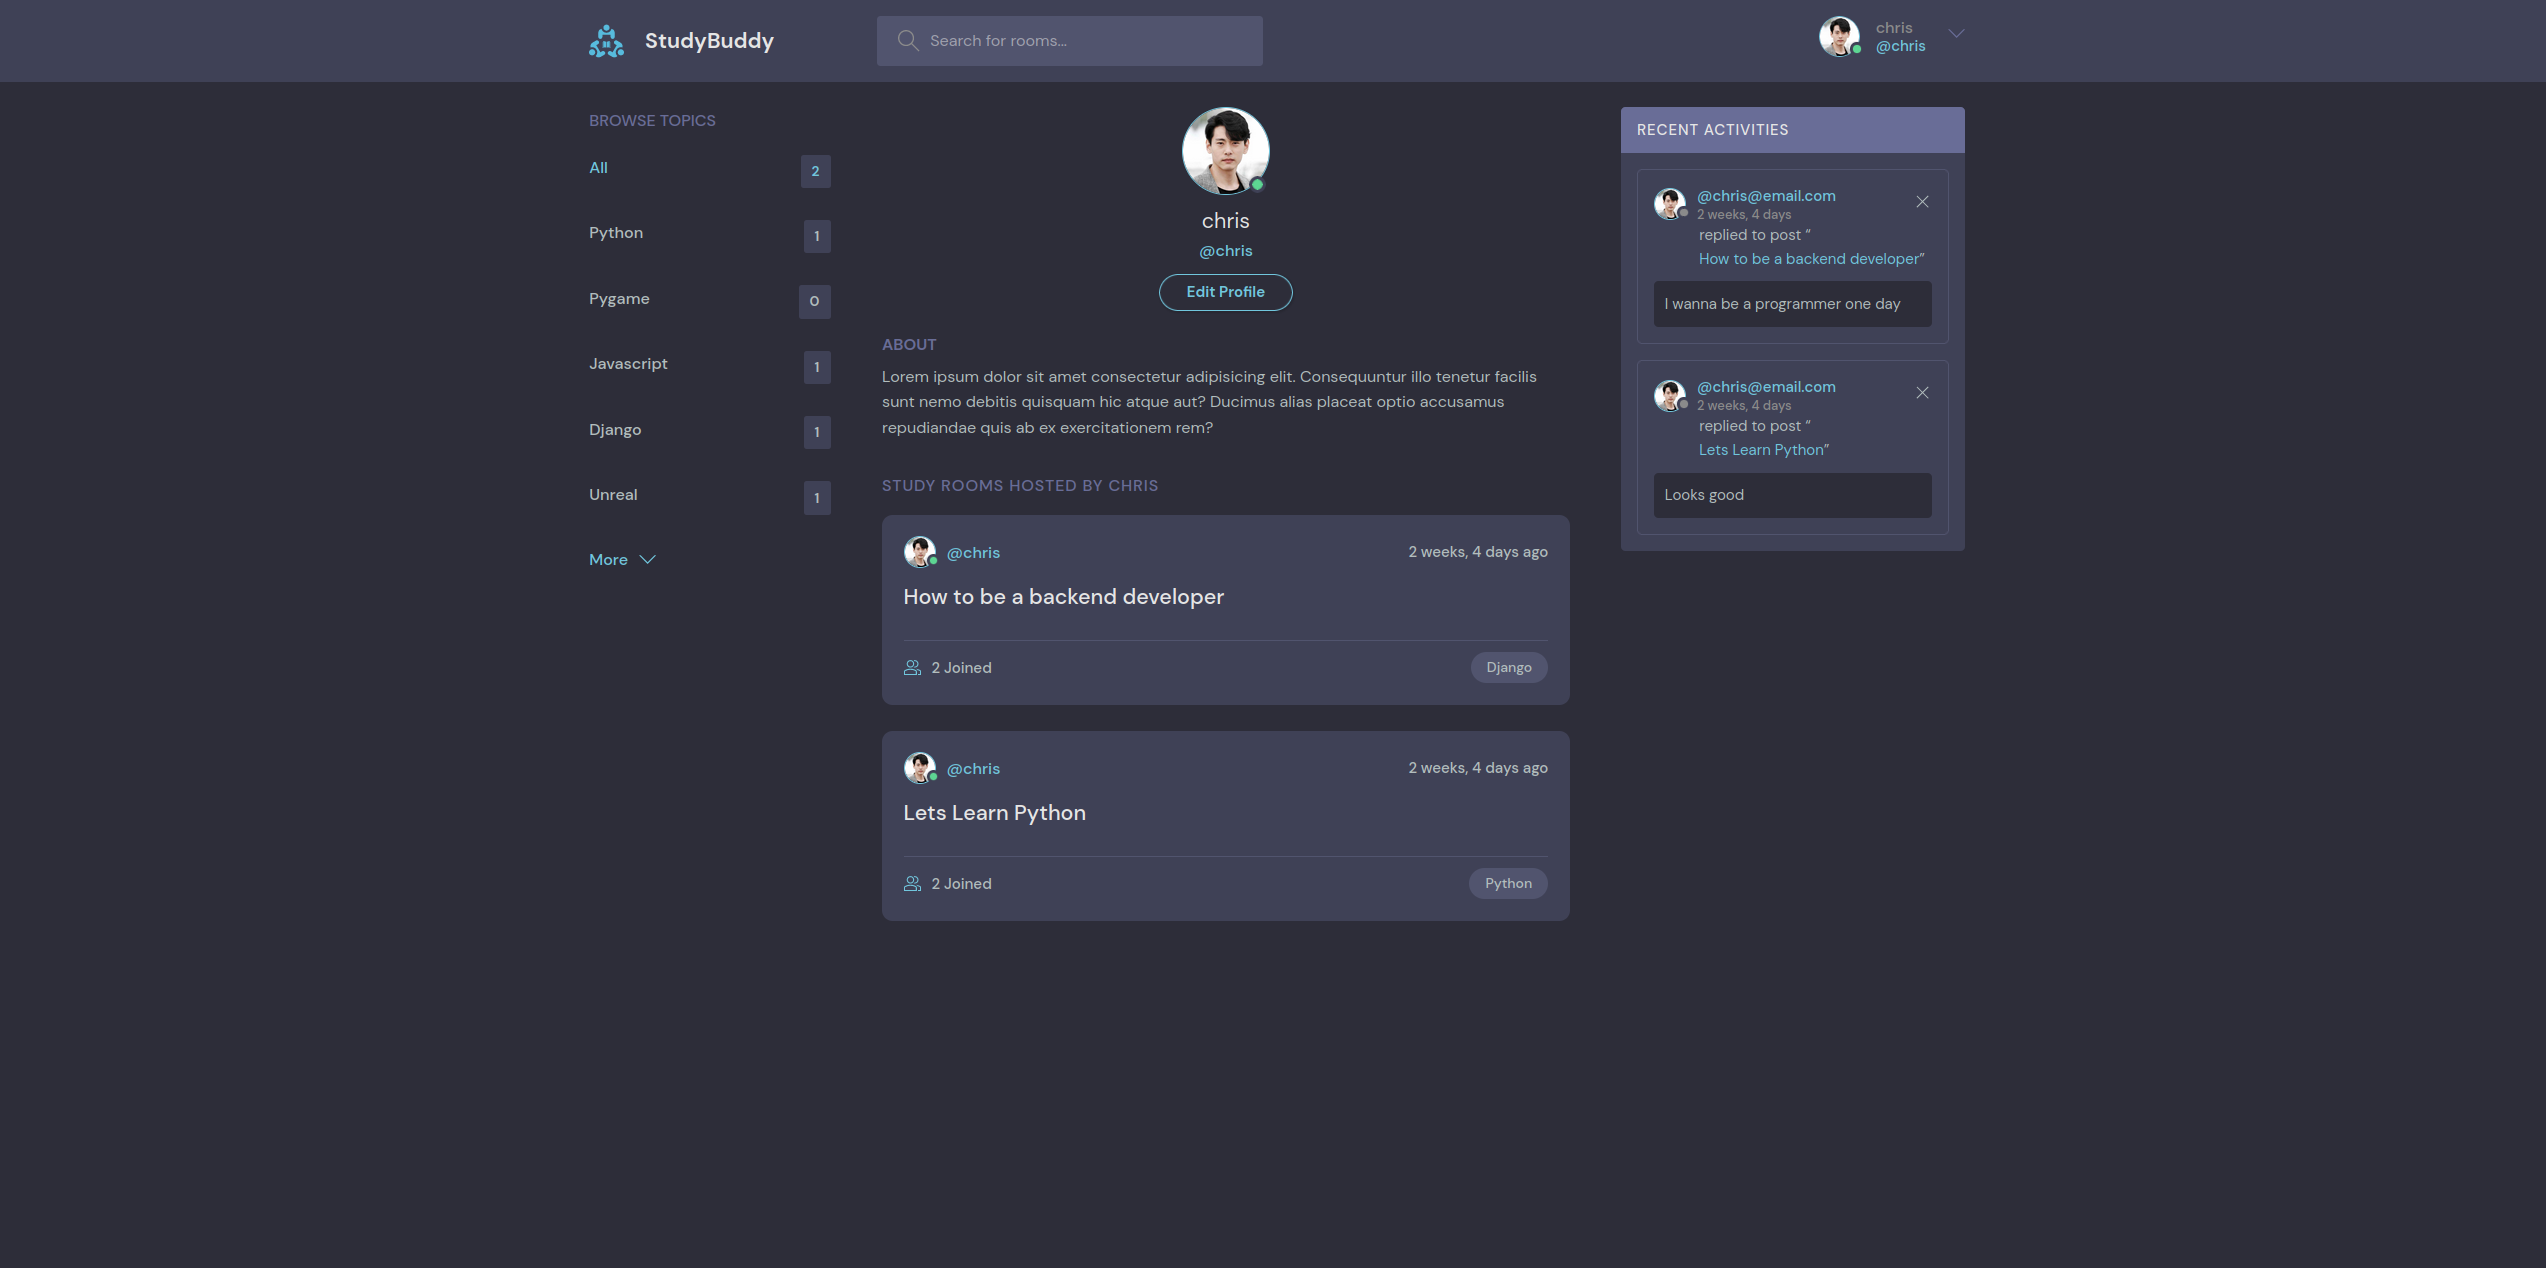 StudyBuddy
Search for rooms...
chris
@chris
BROWSE TOPICS
All 2
Python 1
Pygame 0
Javascript 1
Django 1
Unreal 1
More
chris
@chris
Edit Profile
ABOUT
Lorem ipsum dolor sit amet consectetur adipisicing elit. Consequuntur illo tenetur facilis
sunt nemo debitis quisquam hic atque aut? Ducimus alias placeat optio accusamus
repudiandae quis ab ex exercitationem rem?
STUDY ROOMS HOSTED BY CHRIS
@chris 2 weeks, 4 days ago
How to be a backend developer
2 Joined Django
@chris 2 weeks, 4 days ago
Lets Learn Python
2 Joined Python
RECENT ACTIVITIES
@chris@email.com
2 weeks, 4 days
replied to post “
How to be a backend developer”
I wanna be a programmer one day
@chris@email.com
2 weeks, 4 days
replied to post “
Lets Learn Python”
Looks good